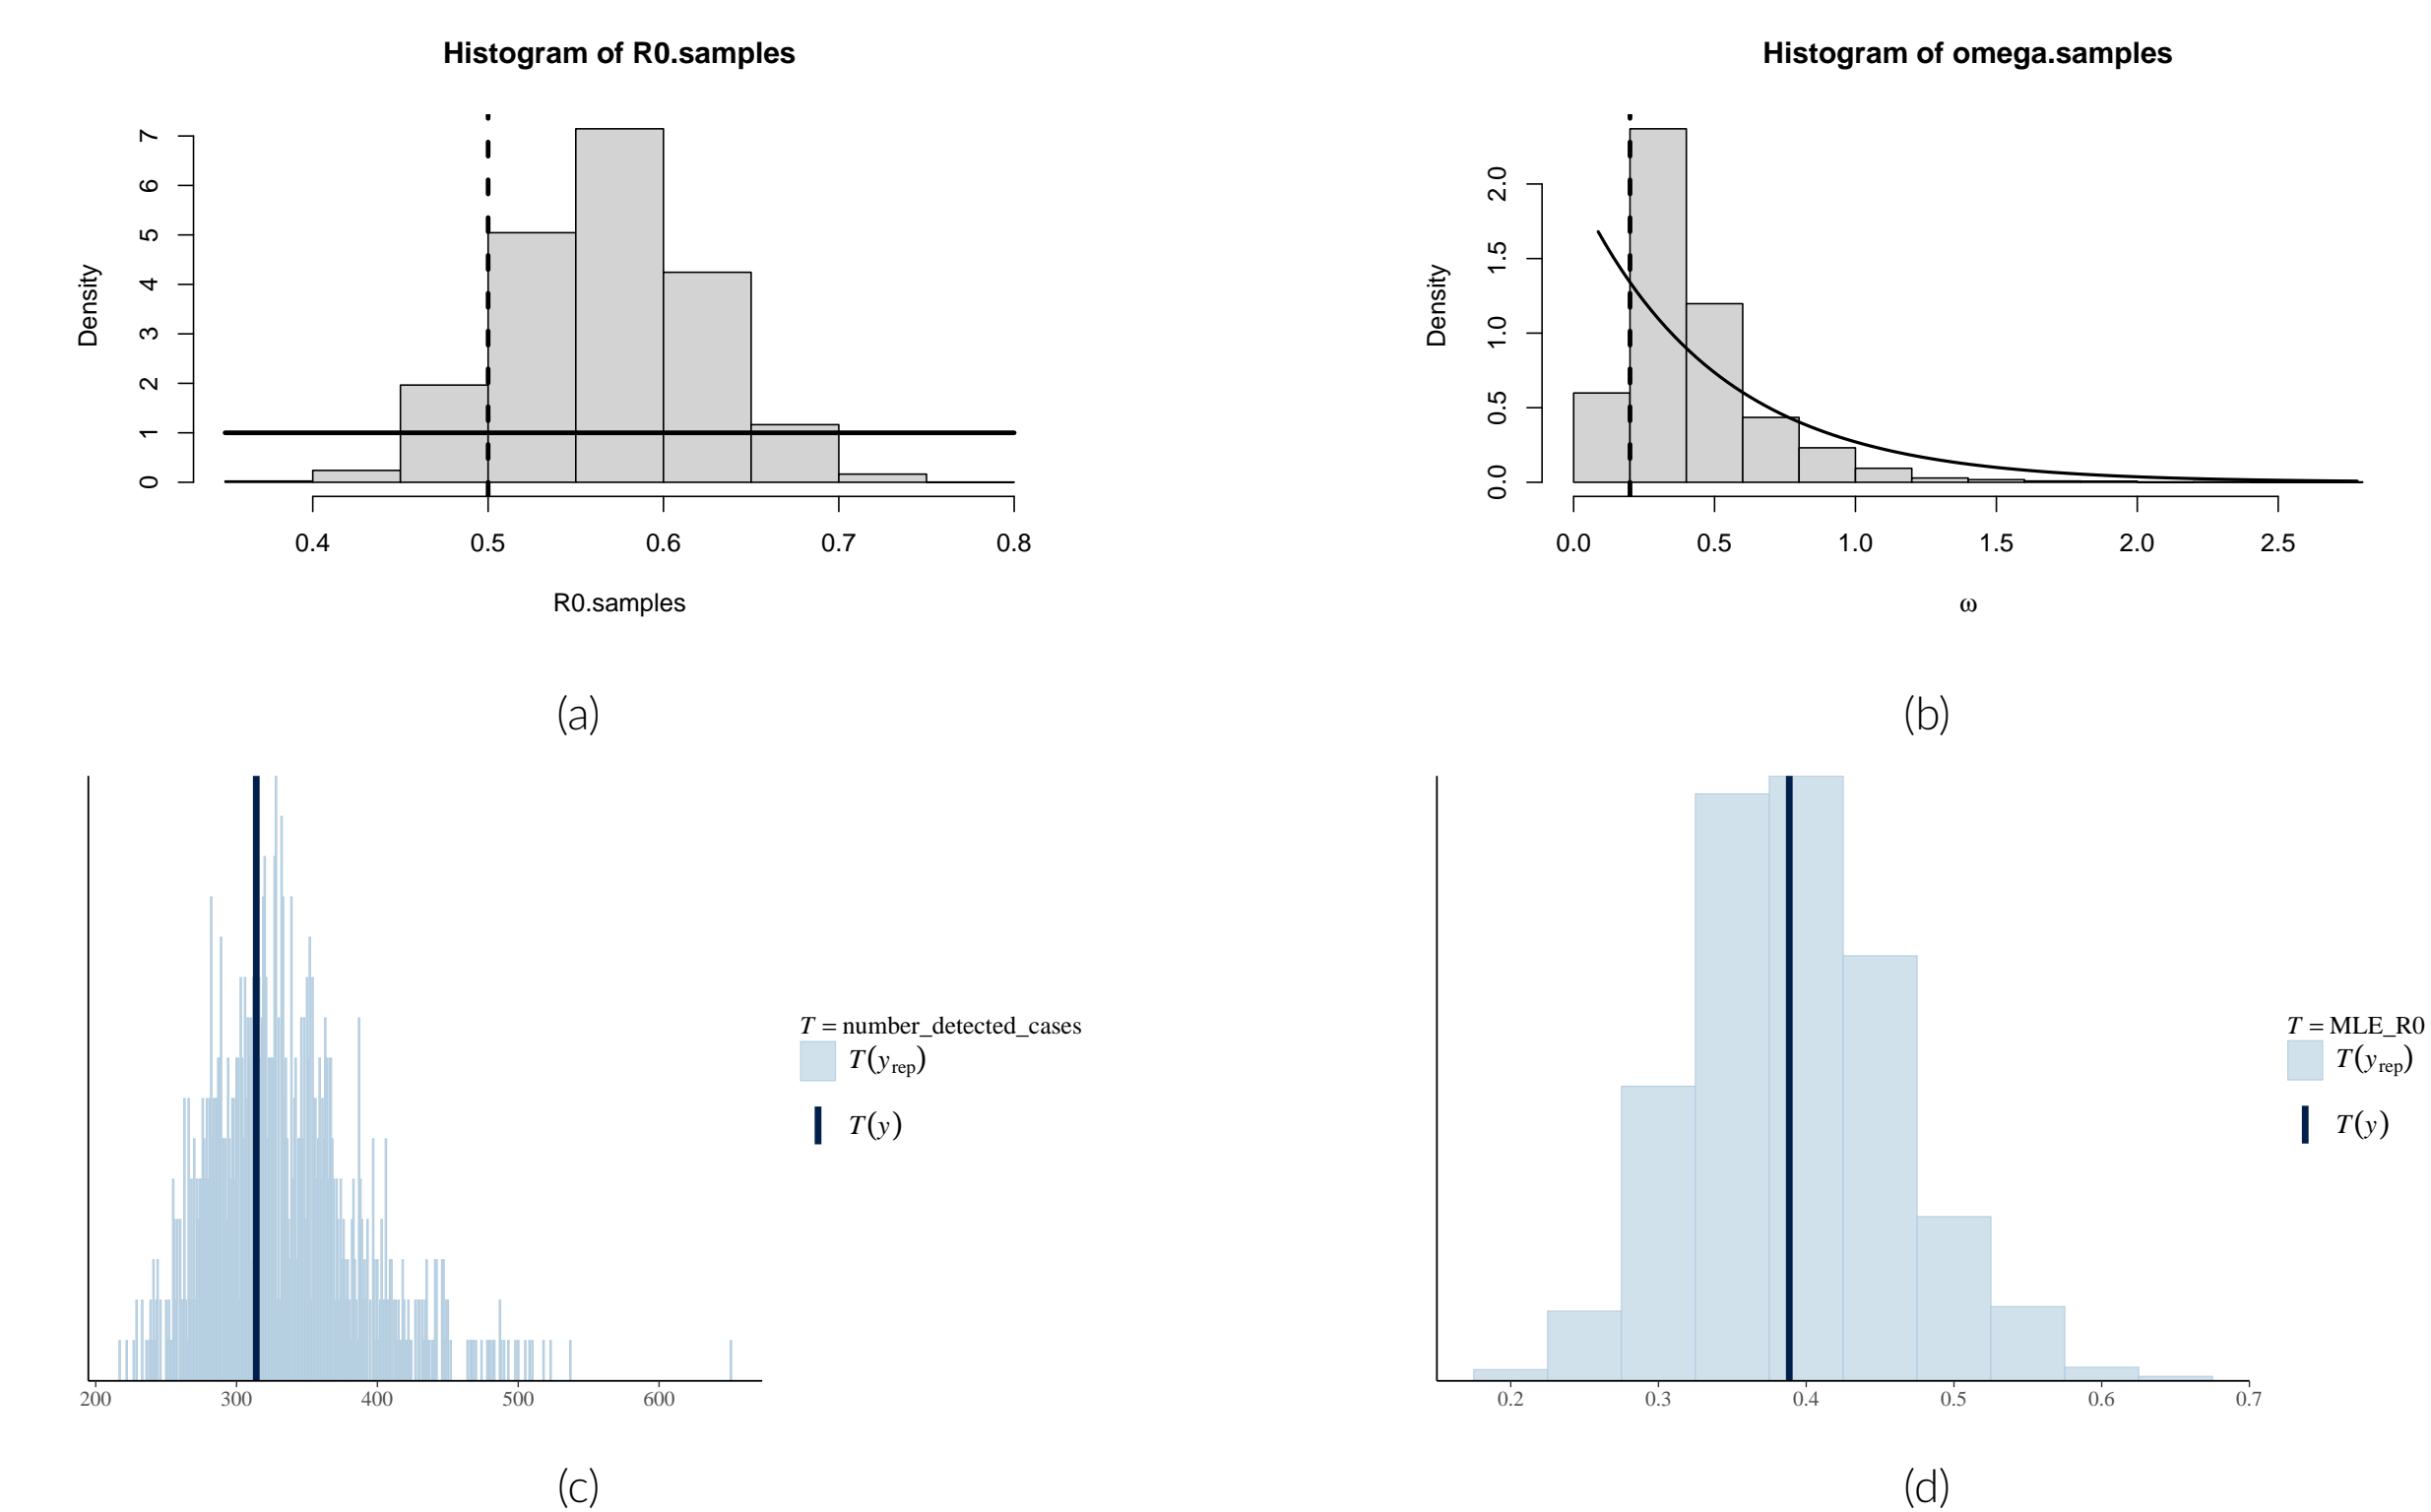 Histogram of R0.samples
Density
0 1 2 3 4 5 6 7
0.4 0.5 0.6 0.7 0.8
R0.samples
(a)
Histogram of omega.samples
Density
0.0 0.5 1.0 1.5 2.0
0.0 0.5 1.0 1.5 2.0 2.5
ω
(b)
T = number_detected_cases
T(yrep)
T(y)
200 300 400 500 600
(c)
T = MLE_R0
T(yrep)
T(y)
0.2 0.3 0.4 0.5 0.6 0.7
(d)